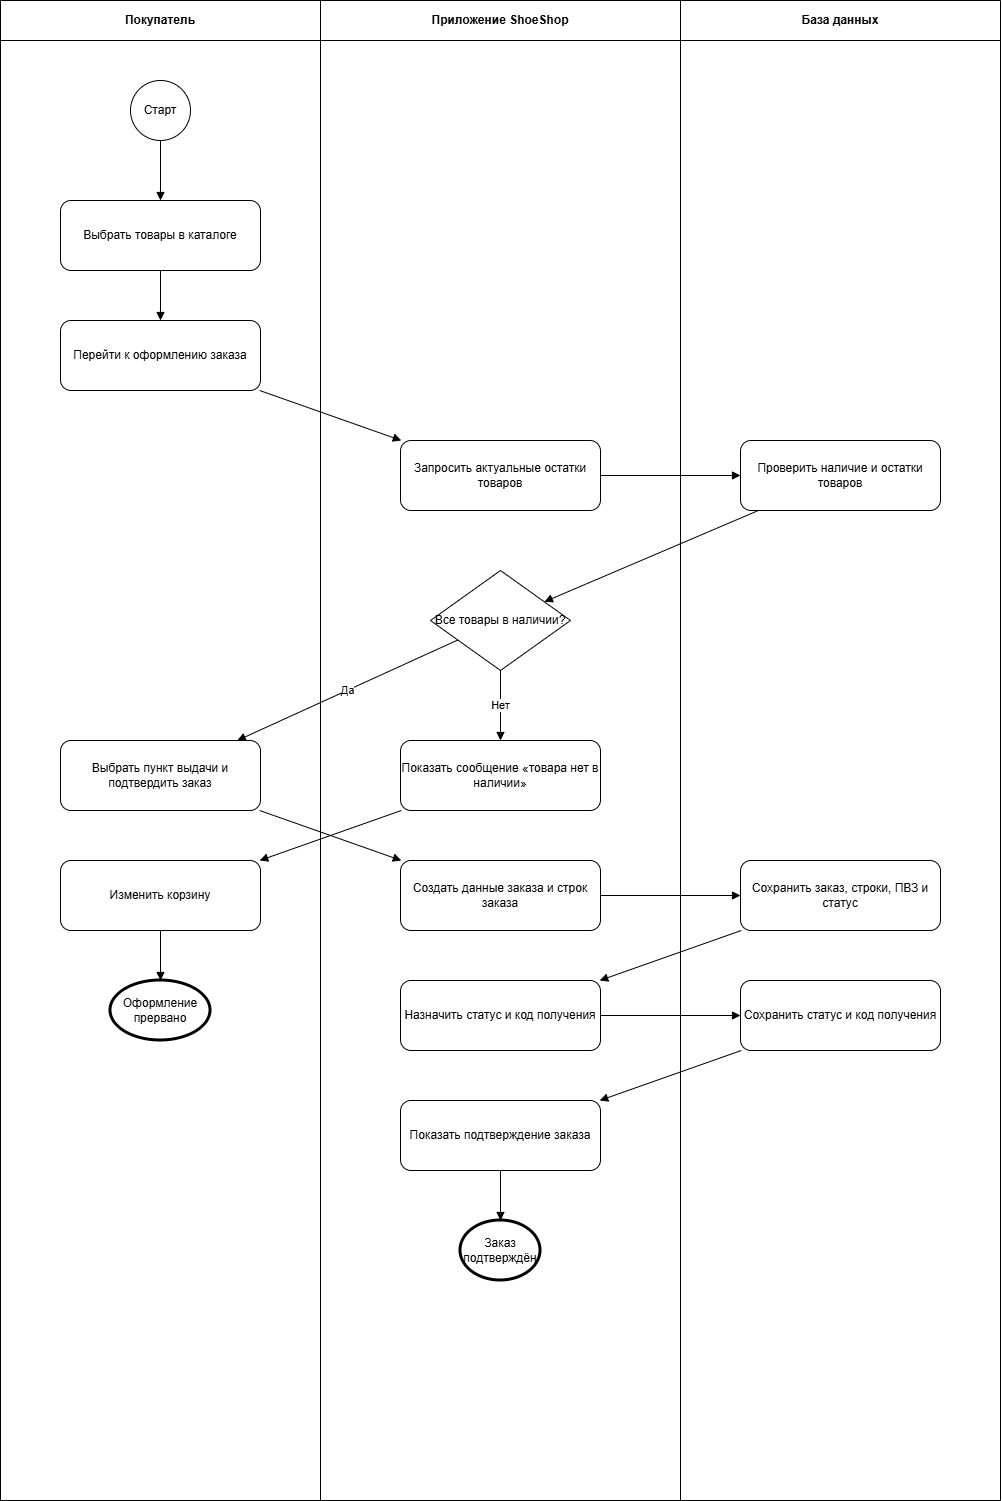 Покупатель
Приложение ShoeShop
База данных
Старт
Выбрать товары в каталоге
Перейти к оформлению заказа
Запросить актуальные остатки
товаров
Проверить наличие и остатки
товаров
Все товары в наличии?
Да
Нет
Выбрать пункт выдачи и
подтвердить заказ
Показать сообщение «товара нет в
наличии»
Изменить корзину
Создать данные заказа и строк
заказа
Сохранить заказ, строки, ПВЗ и
статус
Оформление
прервано
Назначить статус и код получения
Сохранить статус и код получения
Показать подтверждение заказа
Заказ
подтверждён